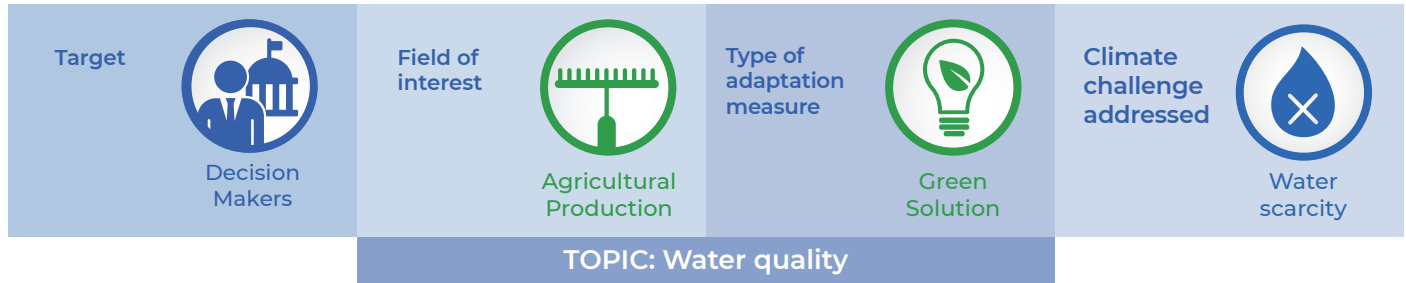 Target
Decision
Makers
Field of
interest
Agricultural
Production
Type of
adaptation
measure
Green
Solution
Climate
challenge
addressed
Water
scarcity
TOPIC: Water quality